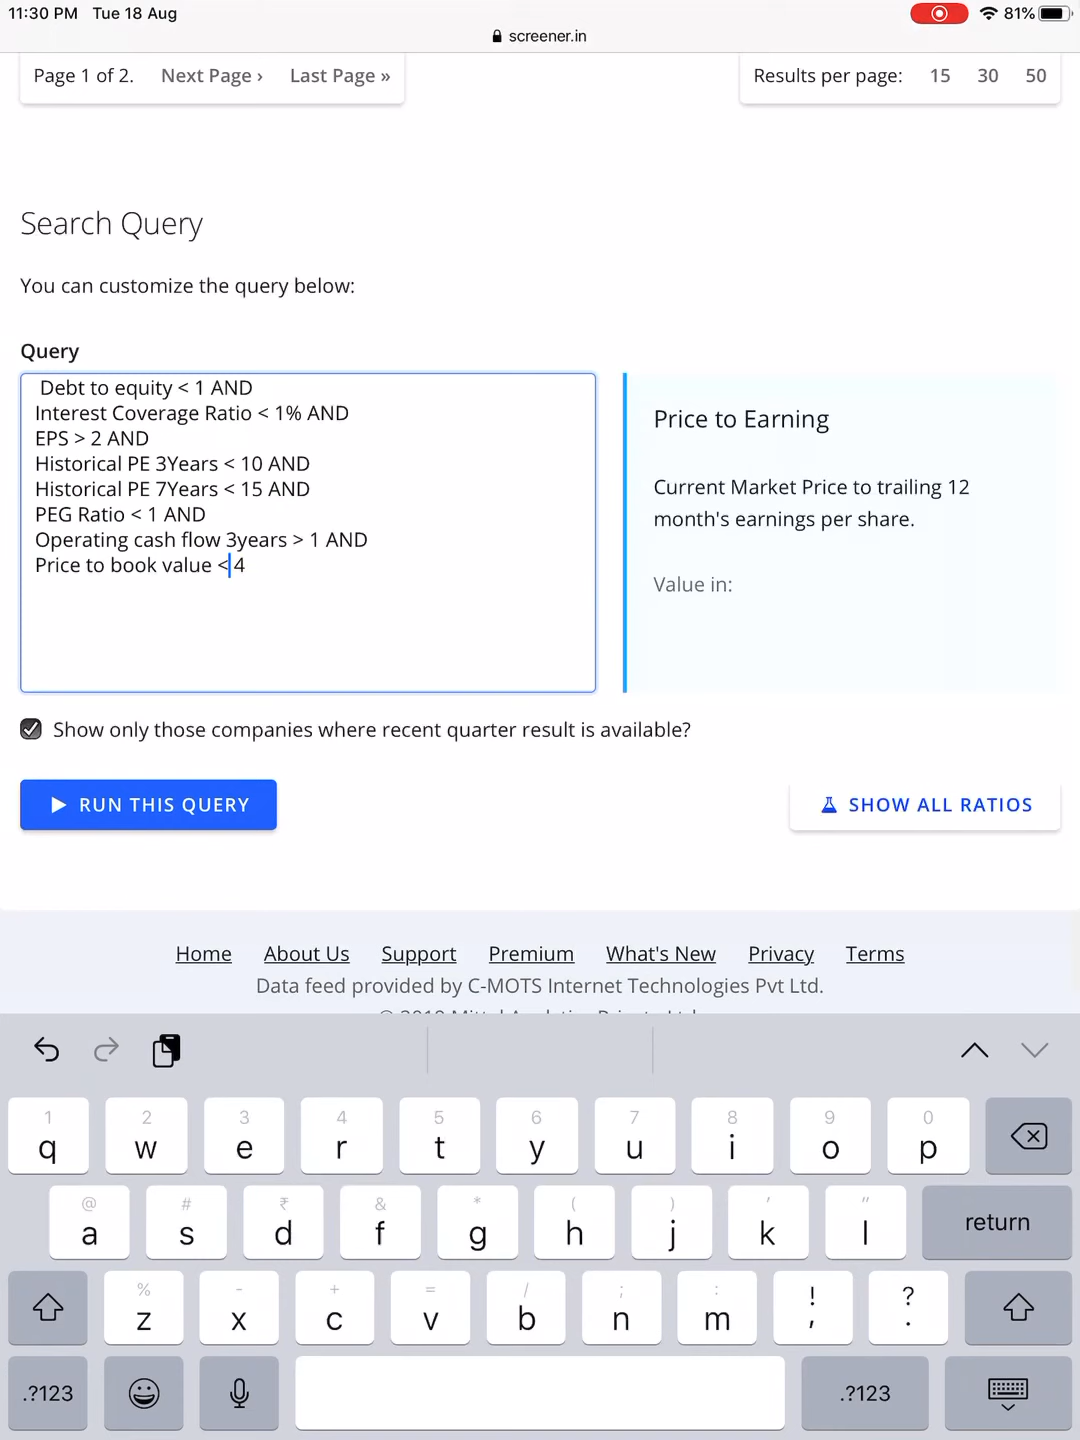 11:30 PM Tue 18 Aug
81%
screener.in
Page 1 of 2. Next Page › Last Page »
Results per page: 15 30 50
Search Query
You can customize the query below:
Query
Debt to equity < 1 AND
Interest Coverage Ratio < 1% AND
EPS > 2 AND
Historical PE 3Years < 10 AND
Historical PE 7Years < 15 AND
PEG Ratio < 1 AND
Operating cash flow 3years > 1 AND
Price to book value < 4
Price to Earning
Current Market Price to trailing 12
month's earnings per share.
Value in:
Show only those companies where recent quarter result is available?
RUN THIS QUERY
SHOW ALL RATIOS
Home About Us Support Premium What's New Privacy Terms
Data feed provided by C-MOTS Internet Technologies Pvt Ltd.
1 2 3 4 5 6 7 8 9 0
q w e r t y u i o p
@ # ₹ & * ( ) ' "
a s d f g h j k l return
% - + = / ; : ! ?
z x c v b n m , .
.?123 .?123